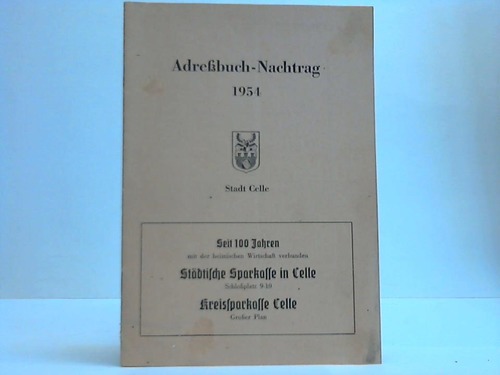 Adreßbuch-Nachtrag
1954
Stadt Celle
Seit 100 Jahren
mit der heimischen Wirtschaft verbunden
Städtische Sparkasse in Celle
Schloßplatz 9/10
Kreissparkasse Celle
Großer Plan